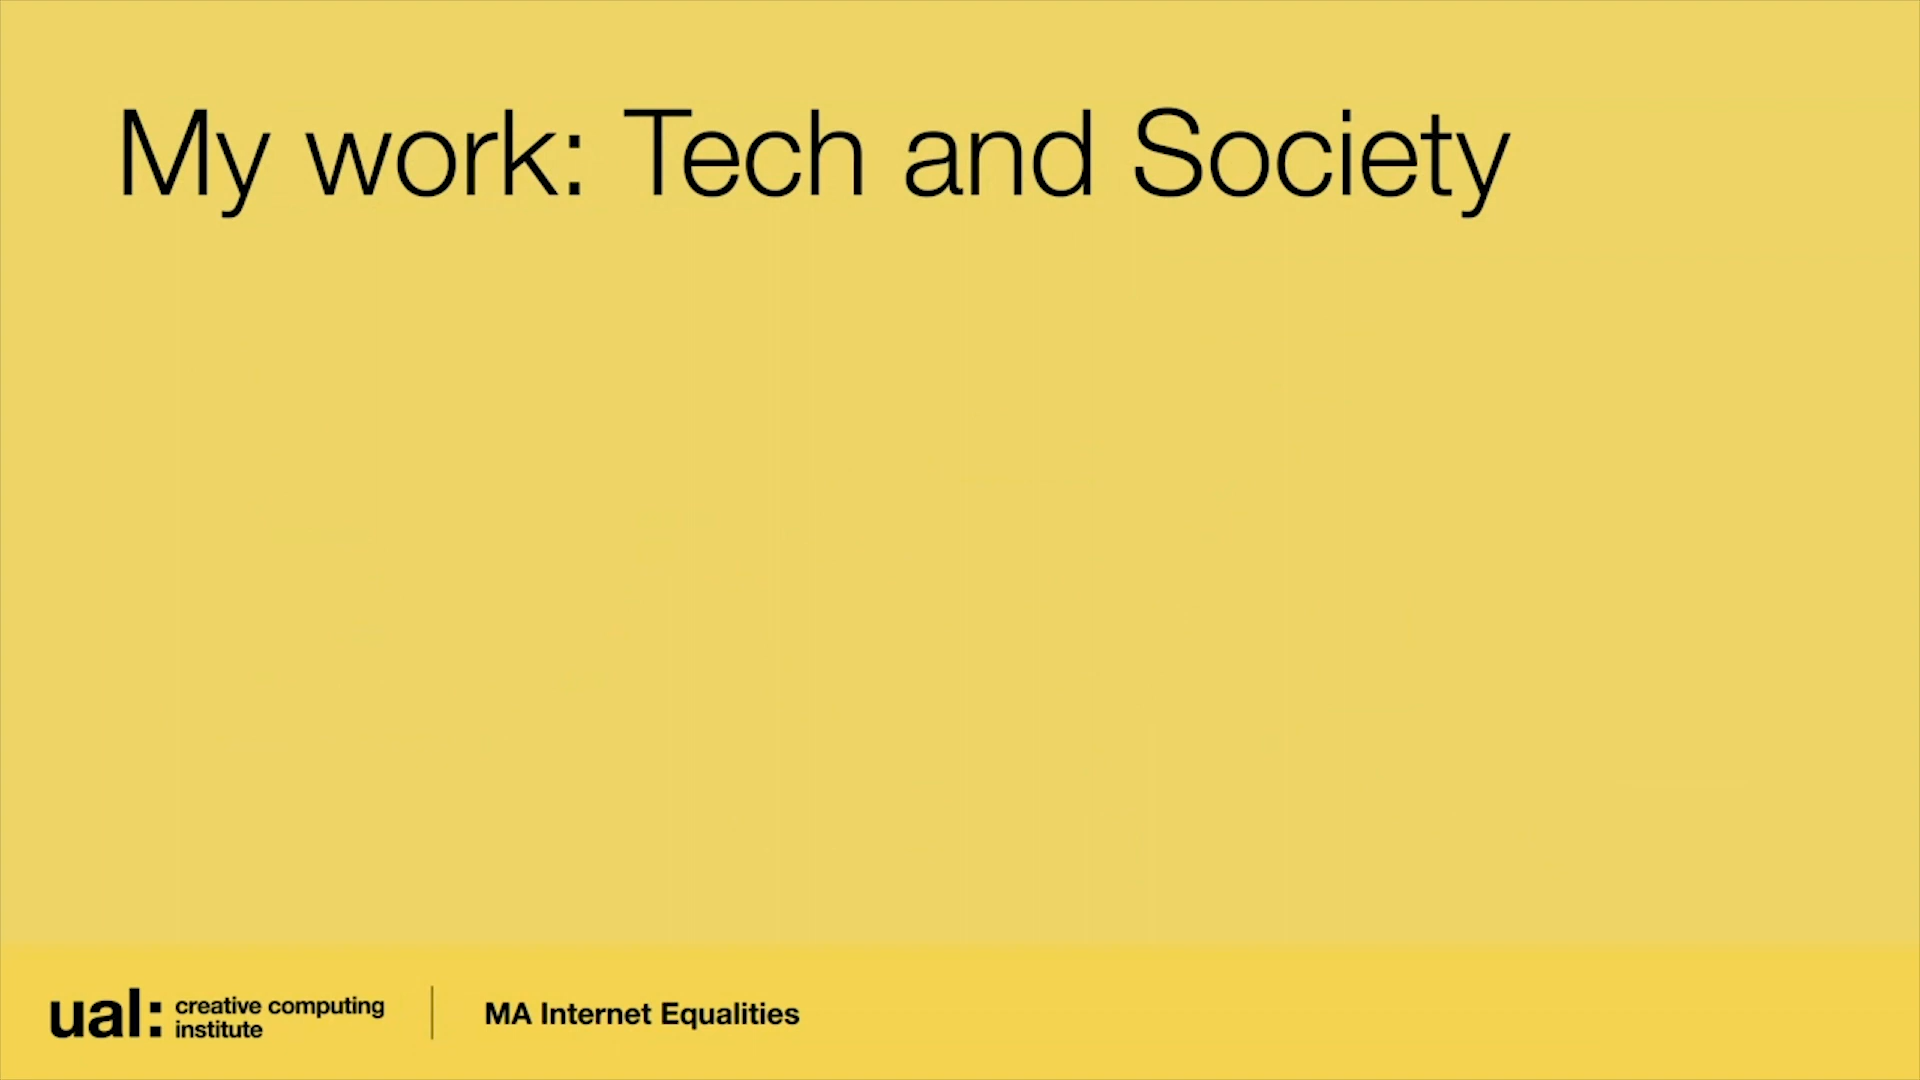 My work: Tech and Society
ual: creative computing
institute
MA Internet Equalities